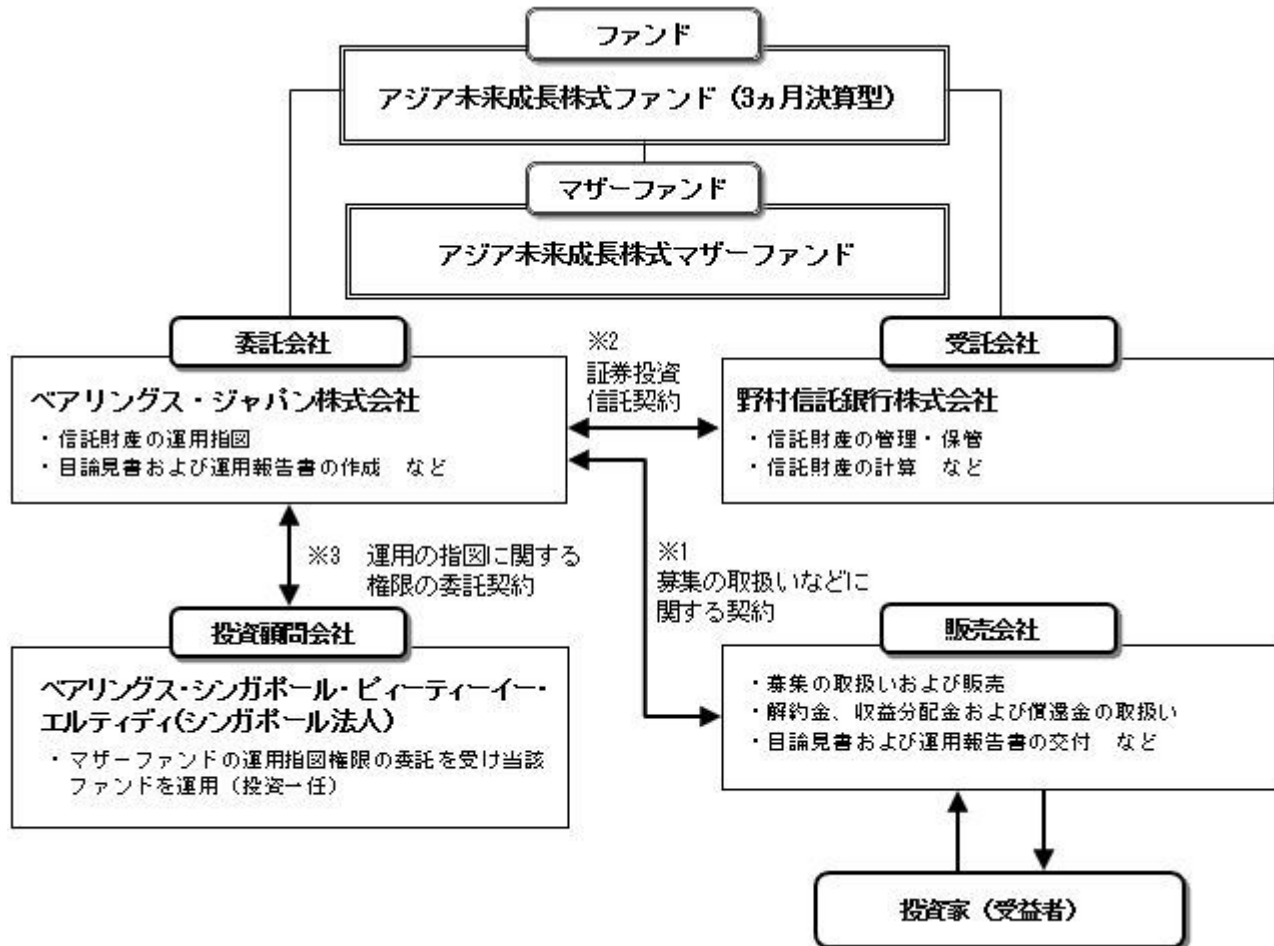 ファンド
アジア未来成長株式ファンド（3ヵ月決算型）
マザーファンド
アジア未来成長株式マザーファンド
委託会社
ベアリングス・ジャパン株式会社
・信託財産の運用指図
・目論見書および運用報告書の作成　など
※2
証券投資
信託契約
受託会社
野村信託銀行株式会社
・信託財産の管理・保管
・信託財産の計算　など
※3　運用の指図に関する
権限の委託契約
※1
募集の取扱いなどに
関する契約
投資顧問会社
ベアリングス・シンガポール・ピィーティーイー・
エルティディ(シンガポール法人)
・マザーファンドの運用指図権限の委託を受け当該
ファンドを運用（投資一任）
販売会社
・募集の取扱いおよび販売
・解約金、収益分配金および償還金の取扱い
・目論見書および運用報告書の交付　など
投資家（受益者）